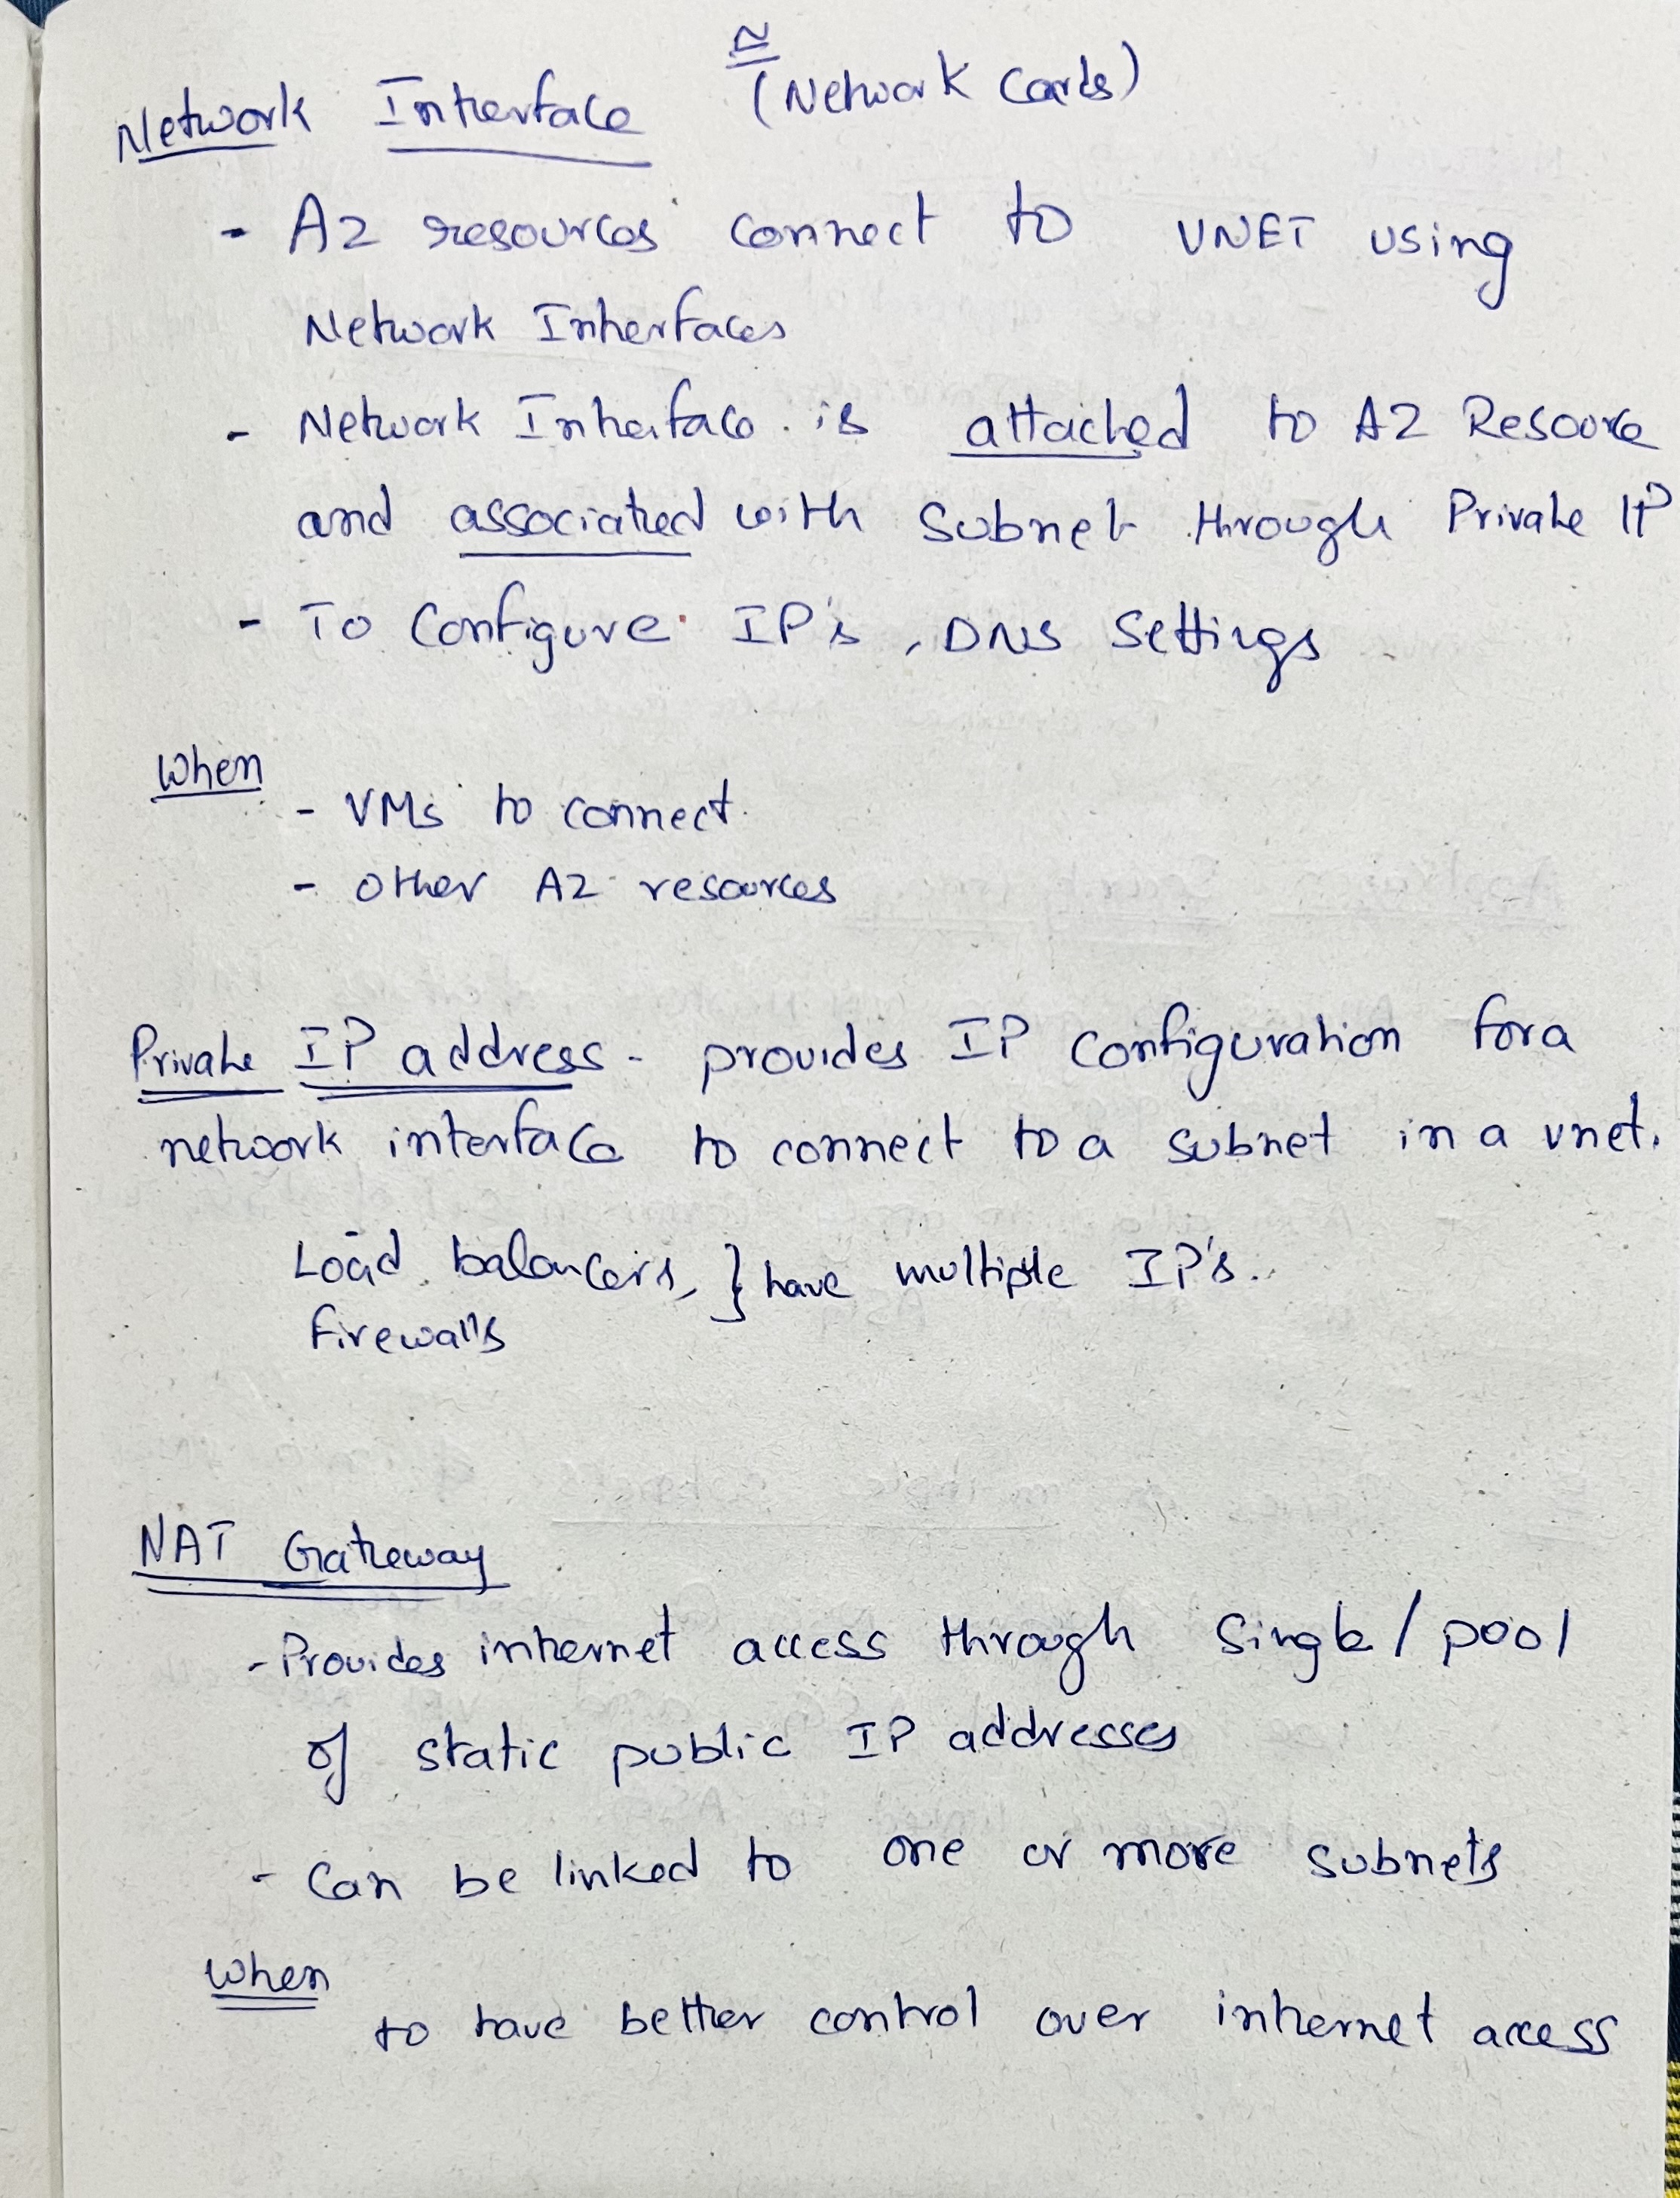 Network Interface ≅ (Network Cards)
- AZ resources connect to VNET using
Network Interfaces
- Network Interface is attached to AZ Resource
and associated with Subnet through Private IP
- To Configure IP's, DNS Settings
When
- VMs to connect
- other AZ resources
Private IP address - provides IP Configuration for a
network interface to connect to a subnet in a vnet.
Load balancers, } have multiple IP's.
firewalls
NAT Gateway
- Provides internet access through Single / pool
of static public IP addresses
- Can be linked to one or more subnets
When
to have better control over internet access